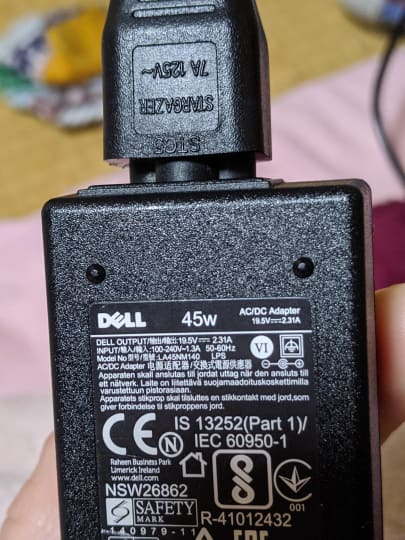 STARGAZER
7A 125V~
DELL 45W AC/DC Adapter
19.5V⎓2.31A
DELL OUTPUT/输出/輸出:19.5V⎓2.31A
INPUT/输入/輸入:100-240V~1.3A 50-60Hz
Model No 型号/型號:LA45NM140 LPS
AC/DC Adapter 电源适配器/交換式電源供應器
VI
Apparaten skall anslutas till jordat uttag när den ansluts till
ett nätverk. Laite on liitettävä suojamaadoituskoskettimilla
varustettuun pistorasiaan.
Apparatets stikprop skal tilsluttes en stikkontakt med jord,som
giver forbindelse til stikproppens jord.
CE N
IS 13252(Part 1)/
IEC 60950-1
Raheen Business Park
Limerick Ireland
www.dell.com
NSW26862
001
SAFETY
MARK
R-41012432
140979-11
EAC